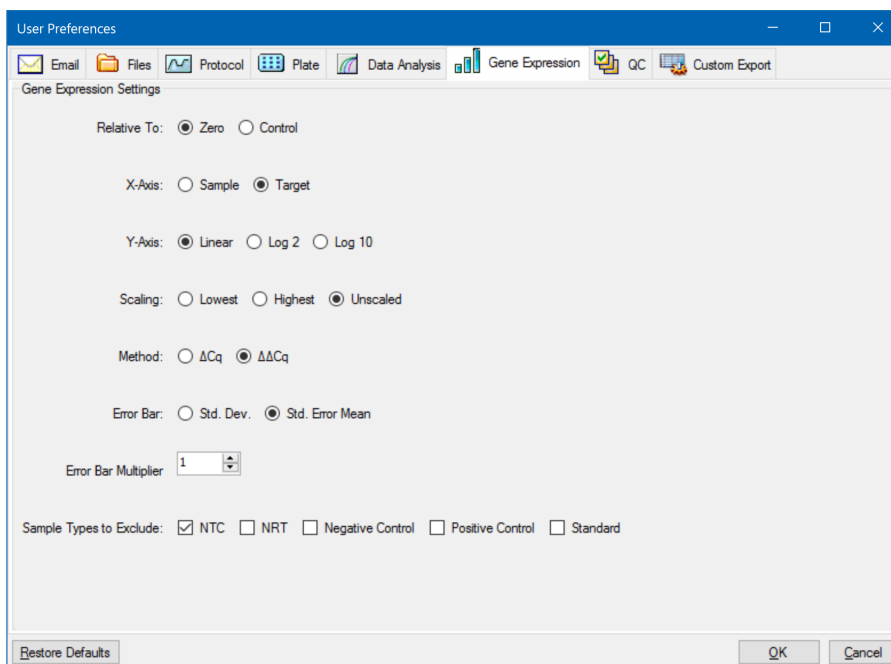 User Preferences
Email Files Protocol Plate Data Analysis Gene Expression QC Custom Export
Gene Expression Settings
Relative To: Zero Control
X-Axis: Sample Target
Y-Axis: Linear Log 2 Log 10
Scaling: Lowest Highest Unscaled
Method: ΔCq ΔΔCq
Error Bar: Std. Dev. Std. Error Mean
Error Bar Multiplier 1
Sample Types to Exclude: NTC NRT Negative Control Positive Control Standard
Restore Defaults OK Cancel